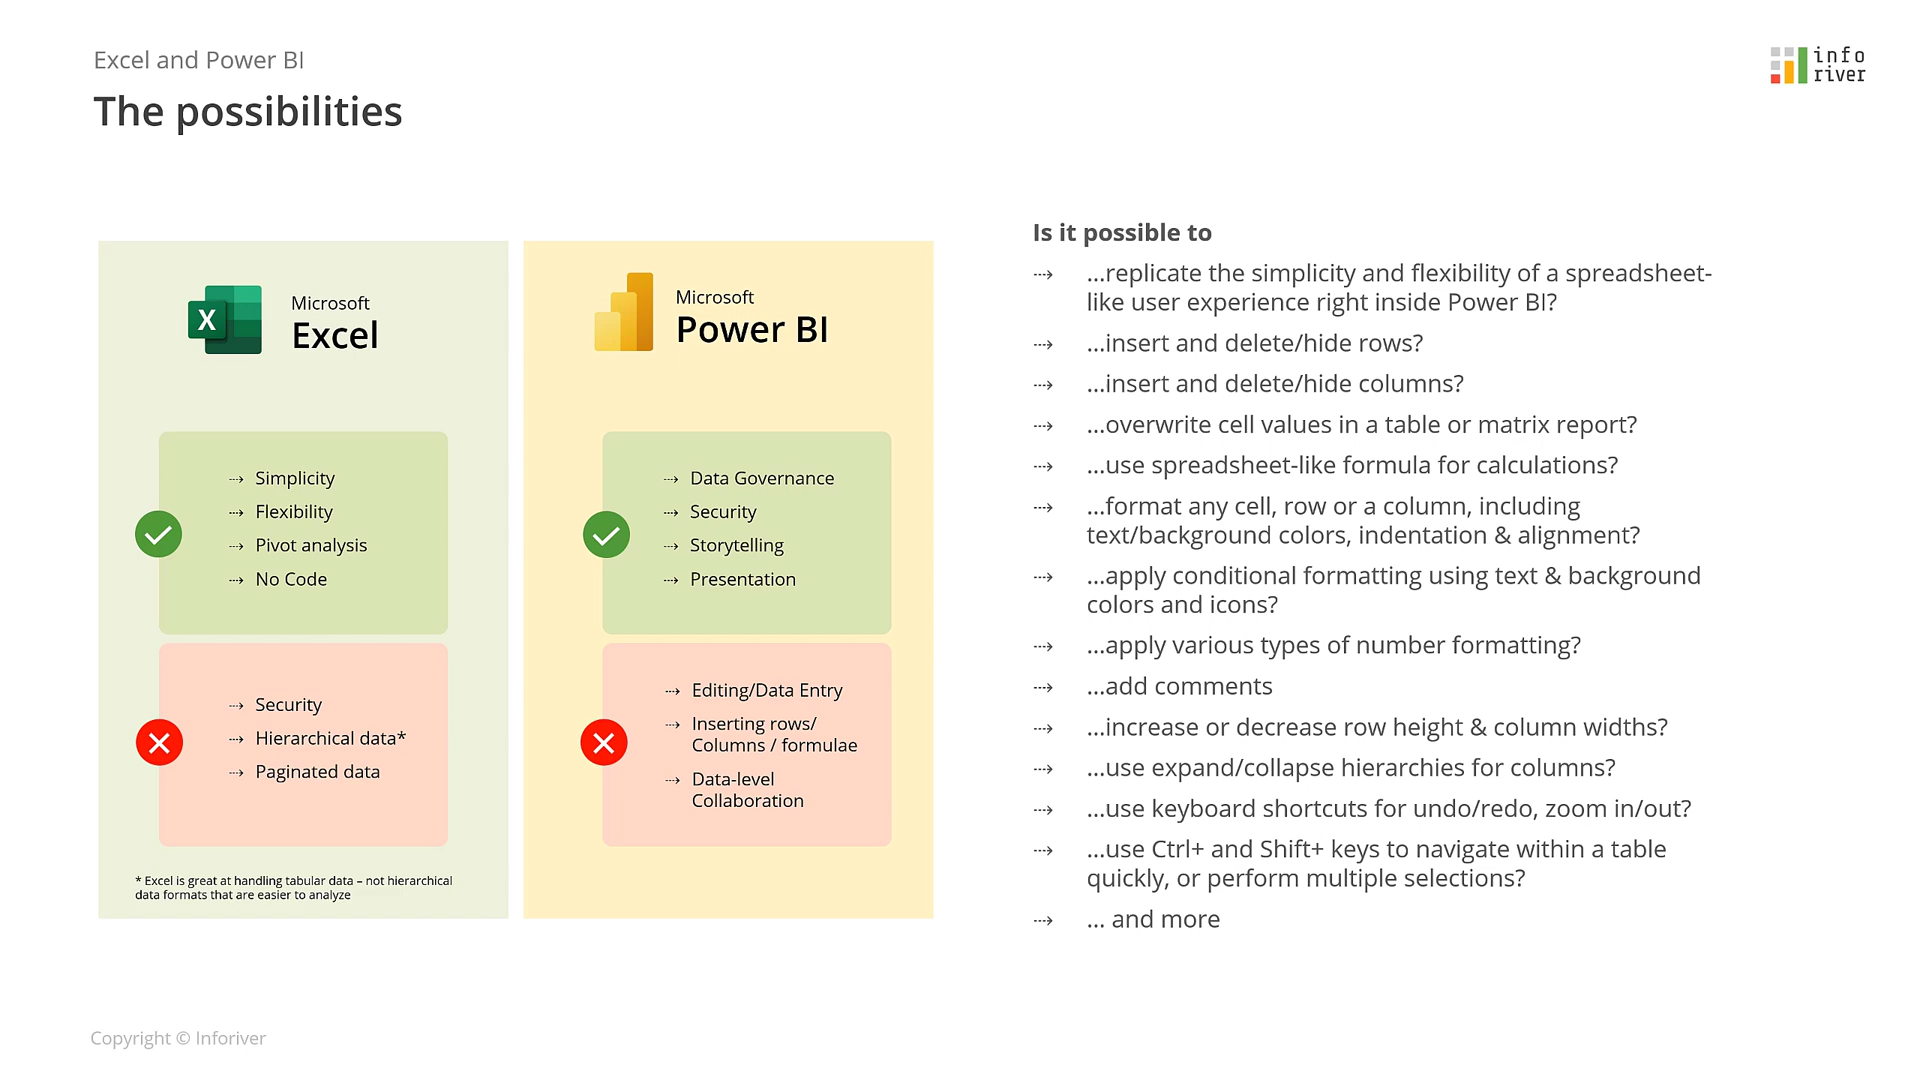 Excel and Power BI
The possibilities
info
river
Microsoft
Excel
X
⇢ Simplicity
⇢ Flexibility
⇢ Pivot analysis
⇢ No Code
⇢ Security
⇢ Hierarchical data*
⇢ Paginated data
* Excel is great at handling tabular data – not hierarchical
data formats that are easier to analyze
Microsoft
Power BI
⇢ Data Governance
⇢ Security
⇢ Storytelling
⇢ Presentation
⇢ Editing/Data Entry
⇢ Inserting rows/
Columns / formulae
⇢ Data-level
Collaboration
Is it possible to
⇢ ...replicate the simplicity and flexibility of a spreadsheet-
like user experience right inside Power BI?
⇢ ...insert and delete/hide rows?
⇢ ...insert and delete/hide columns?
⇢ ...overwrite cell values in a table or matrix report?
⇢ ...use spreadsheet-like formula for calculations?
⇢ ...format any cell, row or a column, including
text/background colors, indentation & alignment?
⇢ ...apply conditional formatting using text & background
colors and icons?
⇢ ...apply various types of number formatting?
⇢ ...add comments
⇢ ...increase or decrease row height & column widths?
⇢ ...use expand/collapse hierarchies for columns?
⇢ ...use keyboard shortcuts for undo/redo, zoom in/out?
⇢ ...use Ctrl+ and Shift+ keys to navigate within a table
quickly, or perform multiple selections?
⇢ ... and more
Copyright © Inforiver